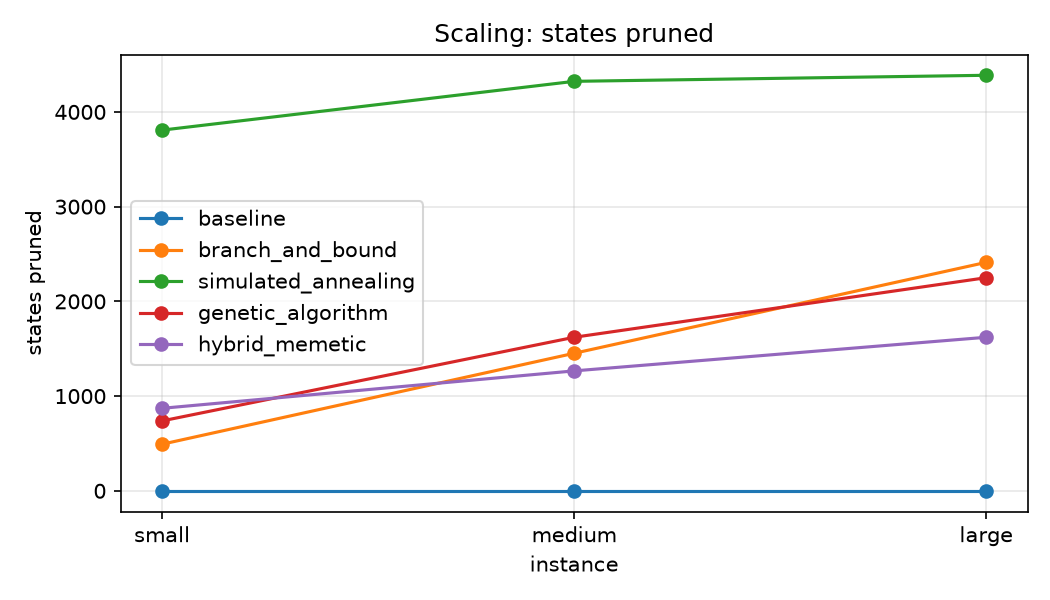 Scaling: states pruned
4000
3000
2000
1000
0
states pruned
baseline
branch_and_bound
simulated_annealing
genetic_algorithm
hybrid_memetic
small
medium
large
instance